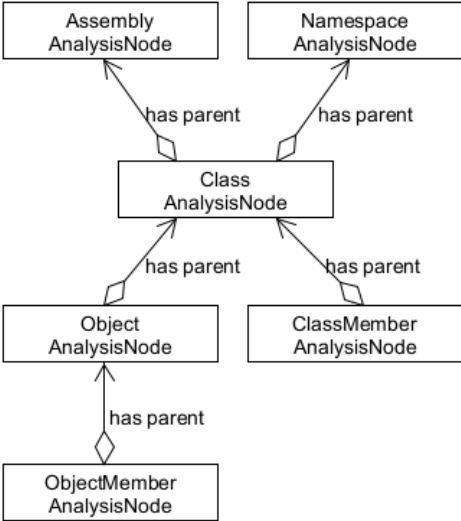 Assembly
AnalysisNode
Namespace
AnalysisNode
has parent
has parent
Class
AnalysisNode
has parent
has parent
Object
AnalysisNode
ClassMember
AnalysisNode
has parent
ObjectMember
AnalysisNode